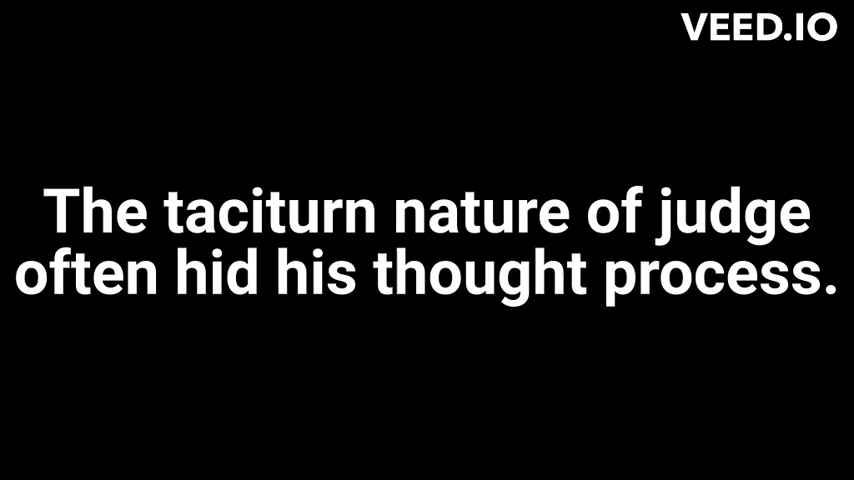 VEED.IO
The taciturn nature of judge
often hid his thought process.